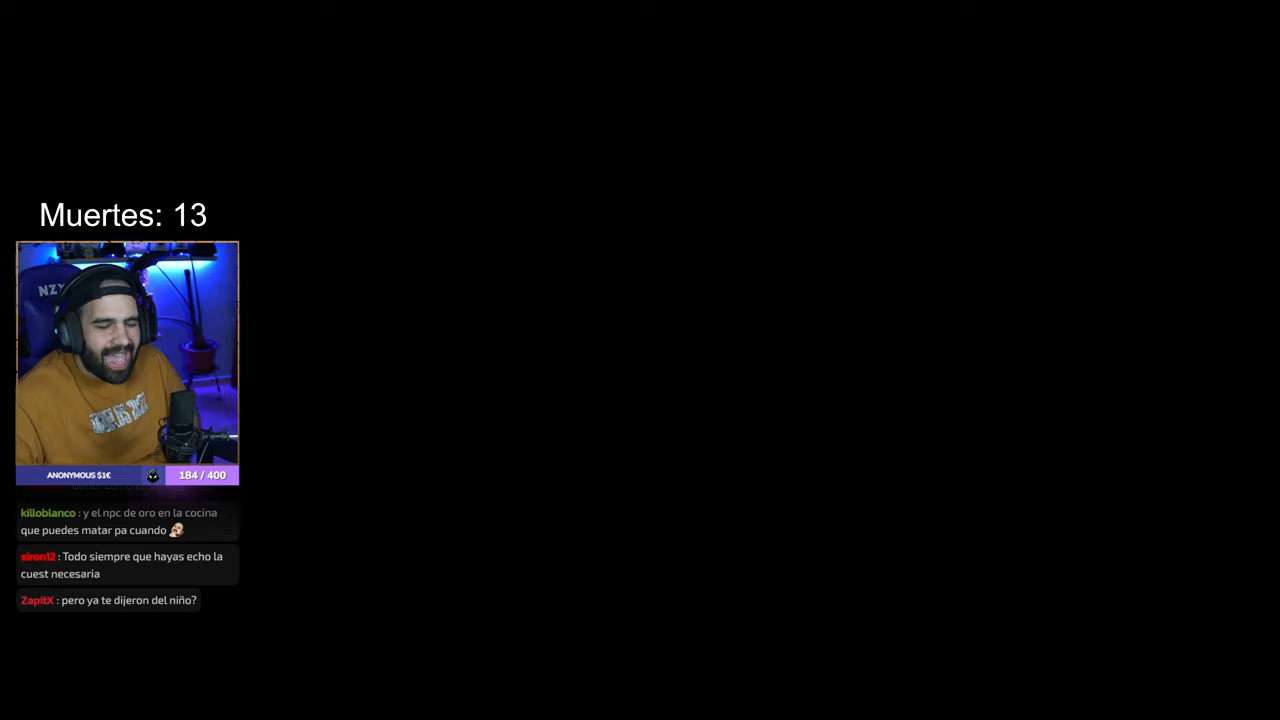 Muertes: 13
NZX
ANONYMOUS $1€
184 / 400
killoblanco : y el npc de oro en la cocina
que puedes matar pa cuando
siron12 : Todo siempre que hayas echo la
cuest necesaria
ZapitX : pero ya te dijeron del niño?